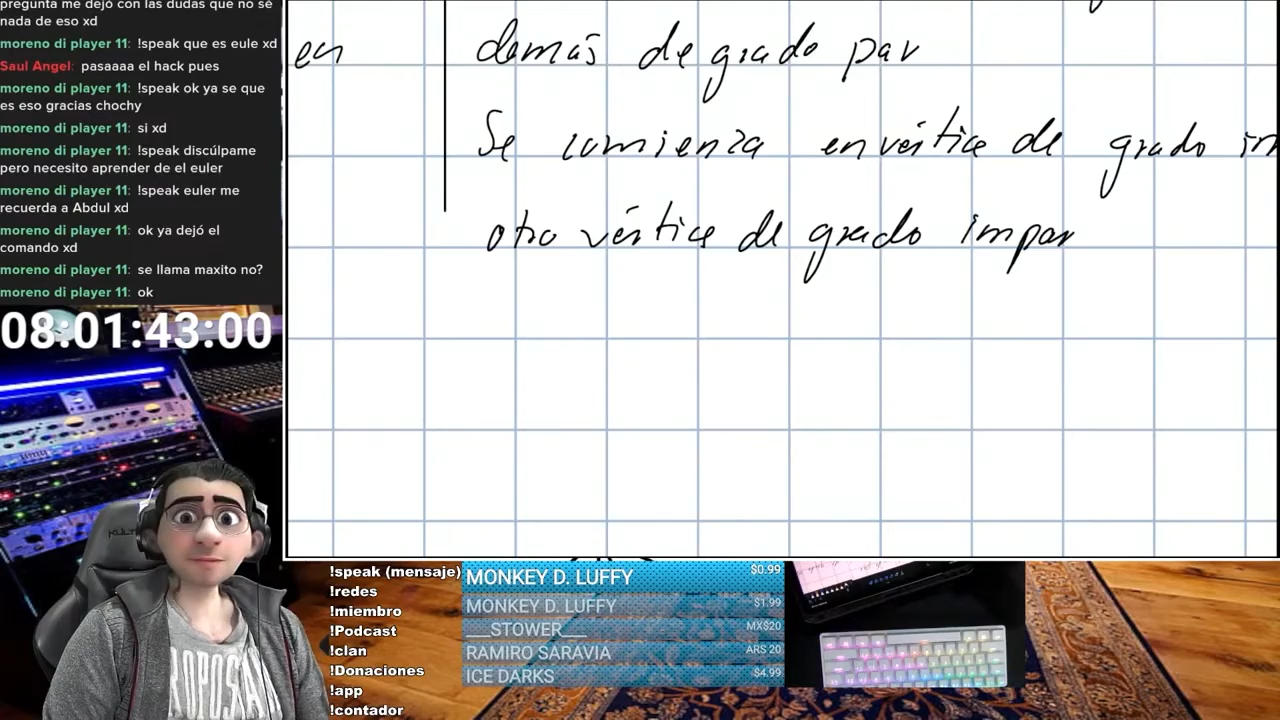 pregunta me dejó con las dudas que no se
nada de eso xd
moreno di player 11: !speak que es eule xd
Saul Angel: pasaaaa el hack pues
moreno di player 11: !speak ok ya se que
es eso gracias chochy
moreno di player 11: si xd
moreno di player 11: !speak discúlpame
pero necesito aprender de el euler
moreno di player 11: !speak euler me
recuerda a Abdul xd
moreno di player 11: ok ya dejó el
comando xd
moreno di player 11: se llama maxito no?
moreno di player 11: ok
08:01:43:00
en
demás de grado par
Se comienza en vértice de grado im
otro vértice de grado impar
!speak (mensaje)
!redes
!miembro
!Podcast
!clan
!Donaciones
!app
!contador
MONKEY D. LUFFY $0.99
MONKEY D. LUFFY $1.99
___STOWER___ MX$20
RAMIRO SARAVIA ARS 20
ICE DARKS $4.99